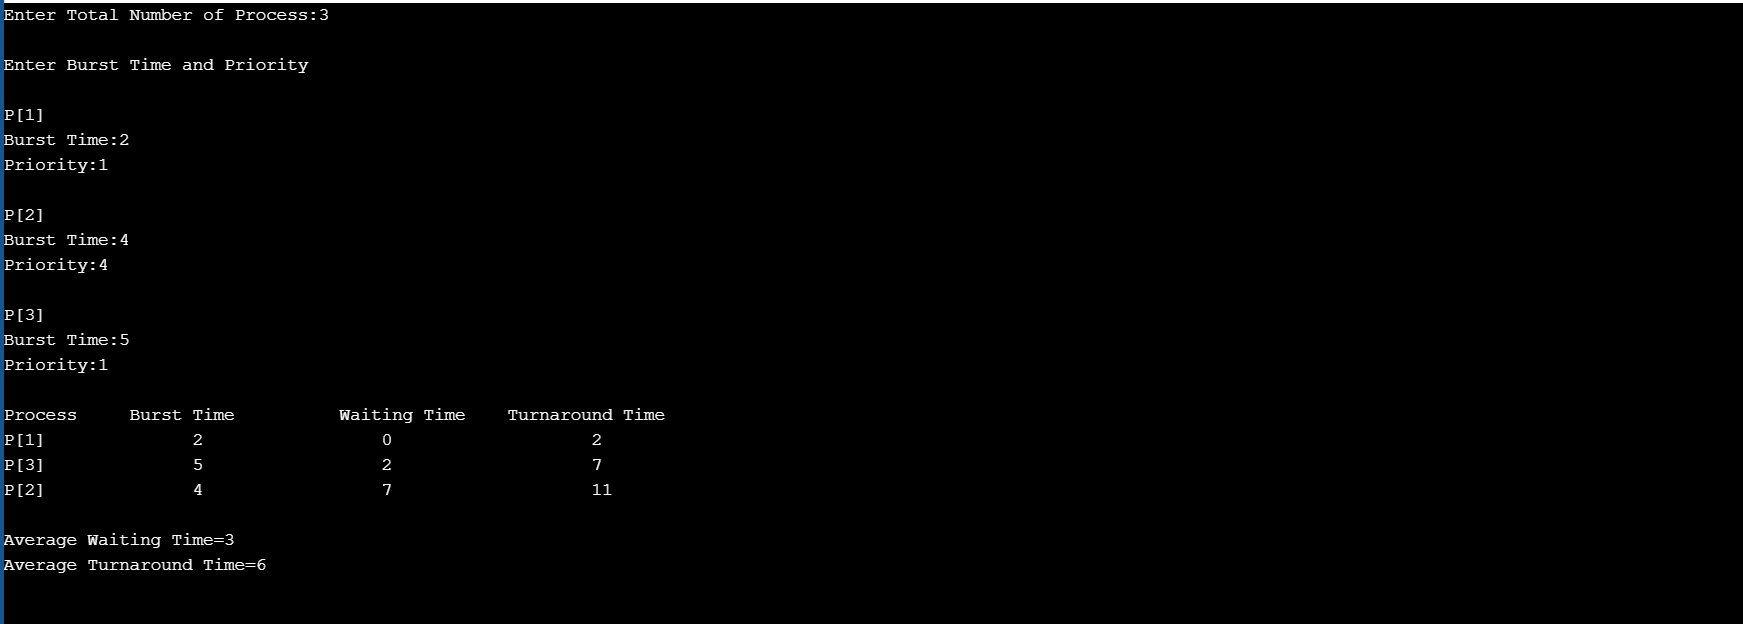 Enter Total Number of Process:3
Enter Burst Time and Priority
P[1]
Burst Time:2
Priority:1
P[2]
Burst Time:4
Priority:4
P[3]
Burst Time:5
Priority:1
Process Burst Time Waiting Time Turnaround Time
P[1] 2 0 2
P[3] 5 2 7
P[2] 4 7 11
Average Waiting Time=3
Average Turnaround Time=6